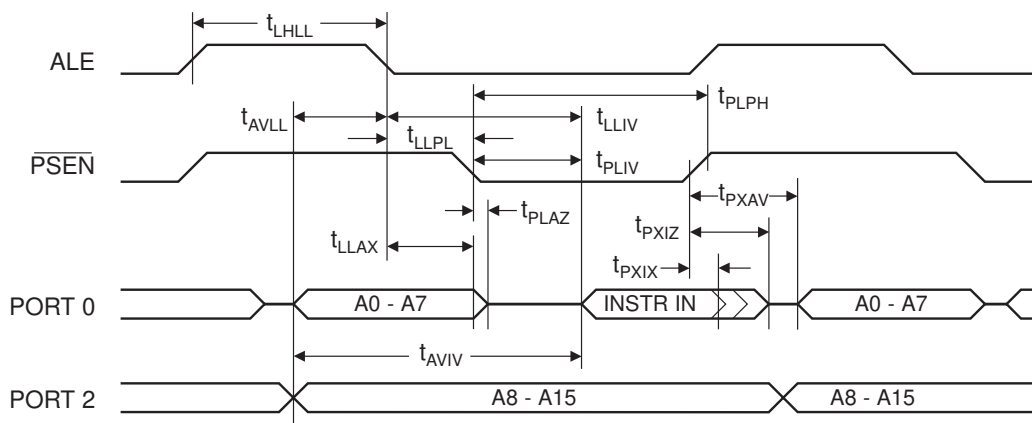 tLHLL
ALE
tPLPH
tAVLL
tLLIV
tLLPL
PSEN
tPLIV
tPXAV
tPLAZ
tPXIZ
tLLAX
tPXIX
PORT 0
A0 - A7
INSTR IN
A0 - A7
tAVIV
PORT 2
A8 - A15
A8 - A15